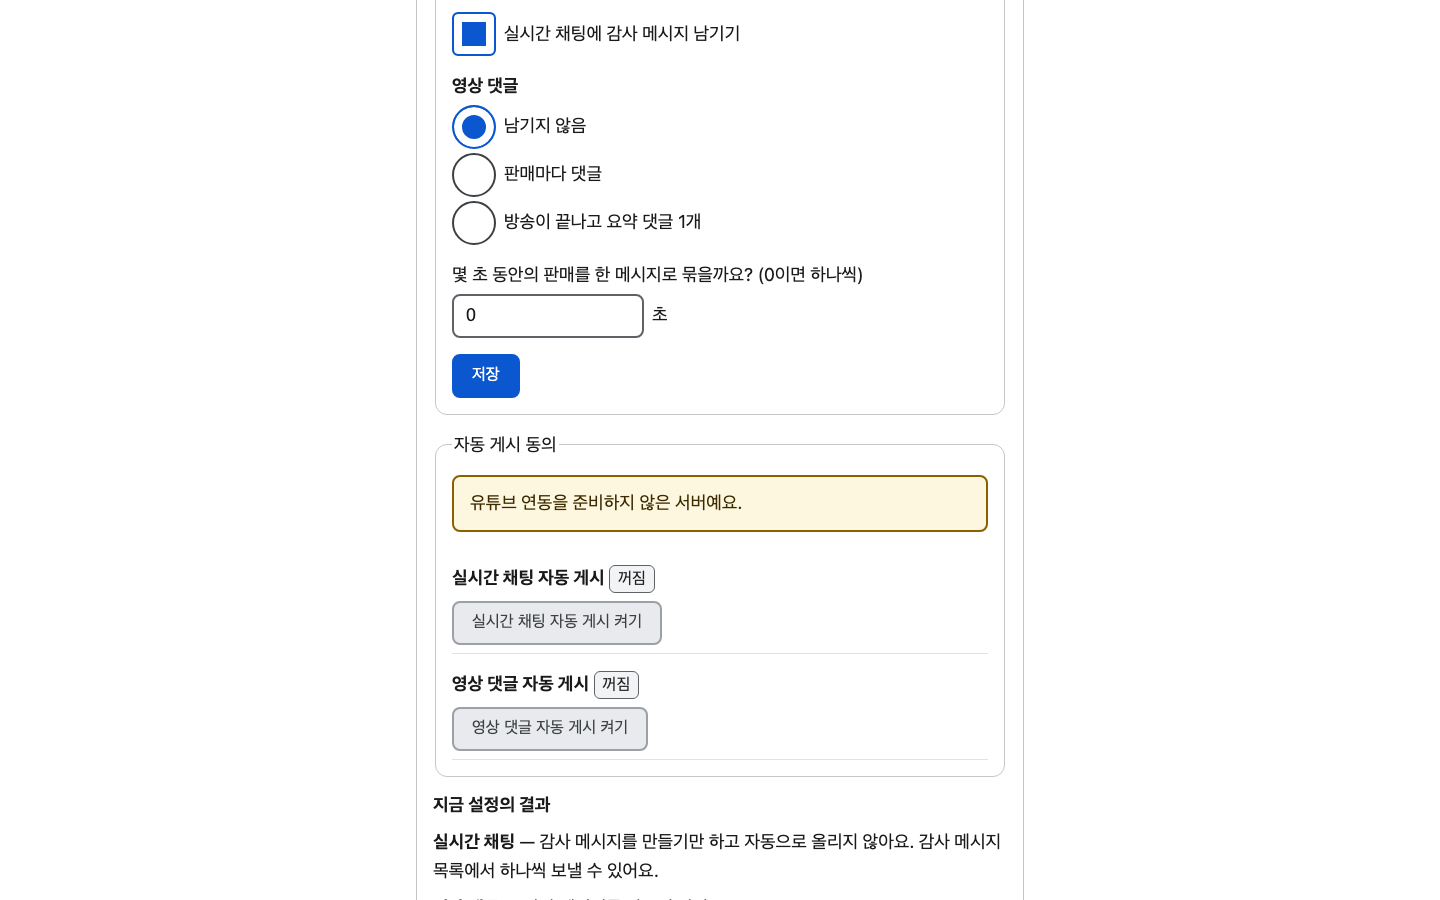 실시간 채팅에 감사 메시지 남기기
영상 댓글
남기지 않음
판매마다 댓글
방송이 끝나고 요약 댓글 1개
몇 초 동안의 판매를 한 메시지로 묶을까요? (0이면 하나씩)
0 초
저장
자동 게시 동의
유튜브 연동을 준비하지 않은 서버예요.
실시간 채팅 자동 게시 꺼짐
실시간 채팅 자동 게시 켜기
영상 댓글 자동 게시 꺼짐
영상 댓글 자동 게시 켜기
지금 설정의 결과
실시간 채팅 — 감사 메시지를 만들기만 하고 자동으로 올리지 않아요. 감사 메시지
목록에서 하나씩 보낼 수 있어요.